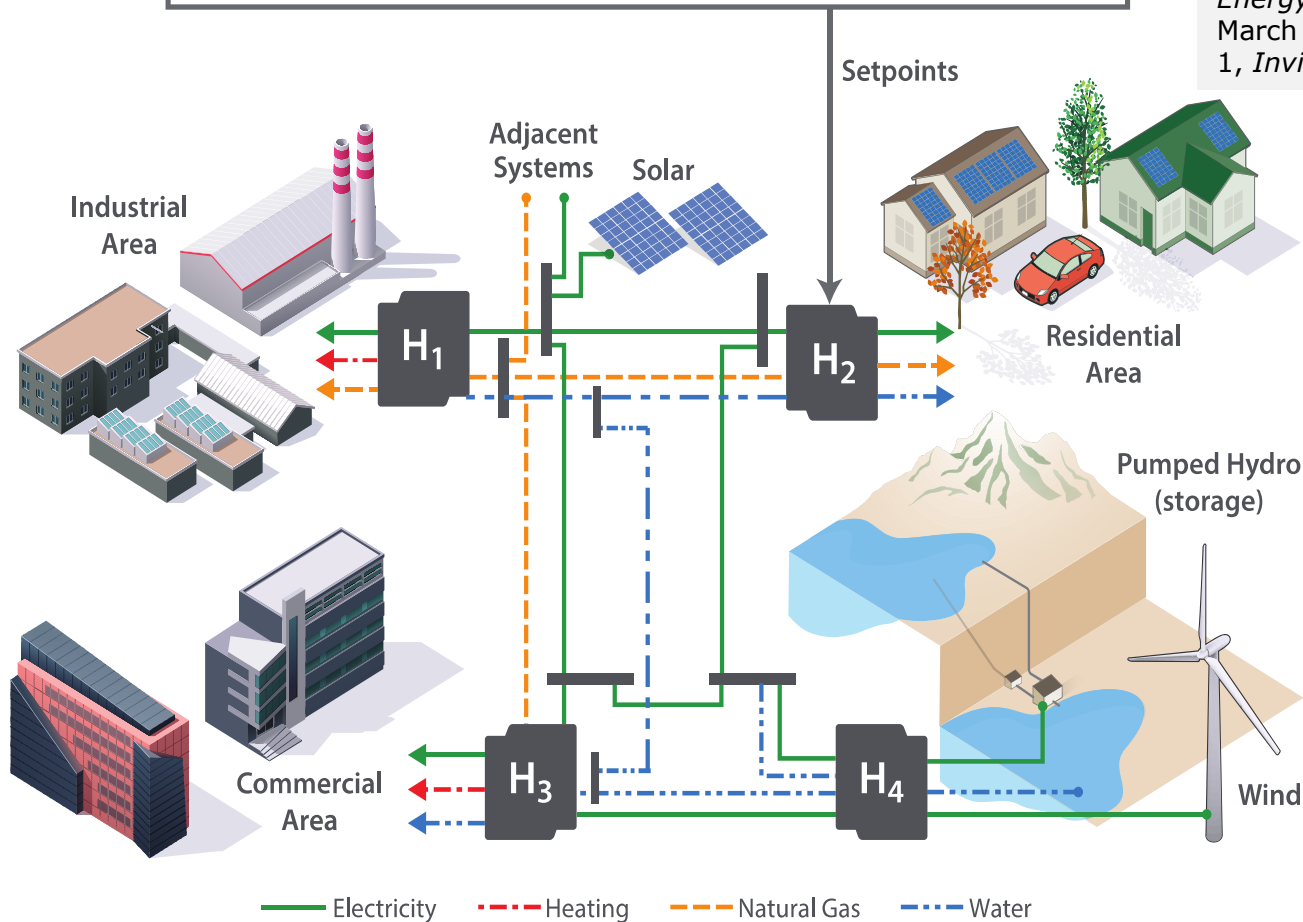 Energy
March
1, Invi
Setpoints
Adjacent
Systems
Solar
Industrial
Area
H1
H2
Residential
Area
Pumped Hydro
(storage)
Commercial
Area
H3
H4
Wind
Electricity
Heating
Natural Gas
Water